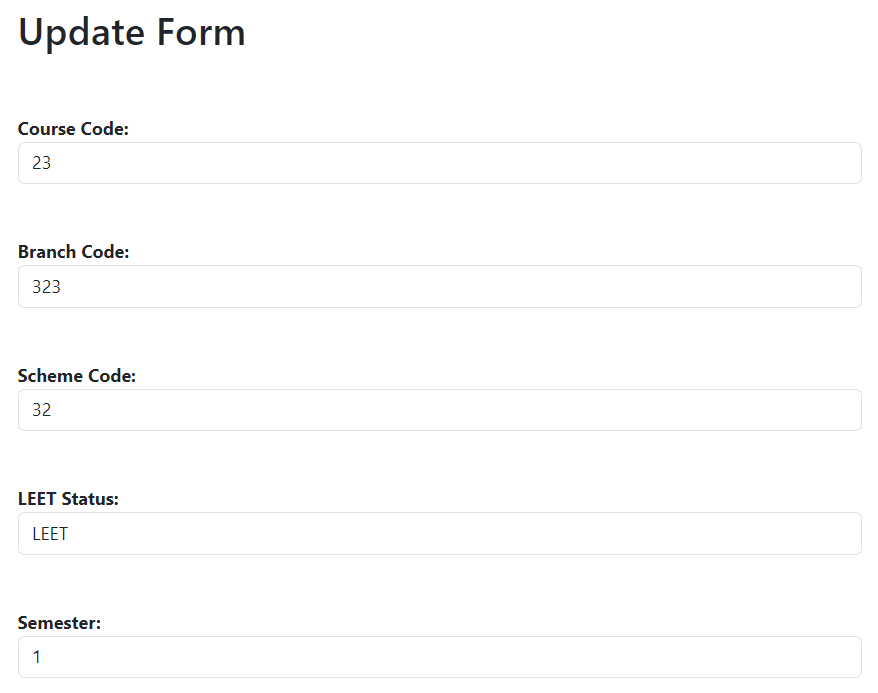 Update Form
Course Code:
23
Branch Code:
323
Scheme Code:
32
LEET Status:
LEET
Semester:
1